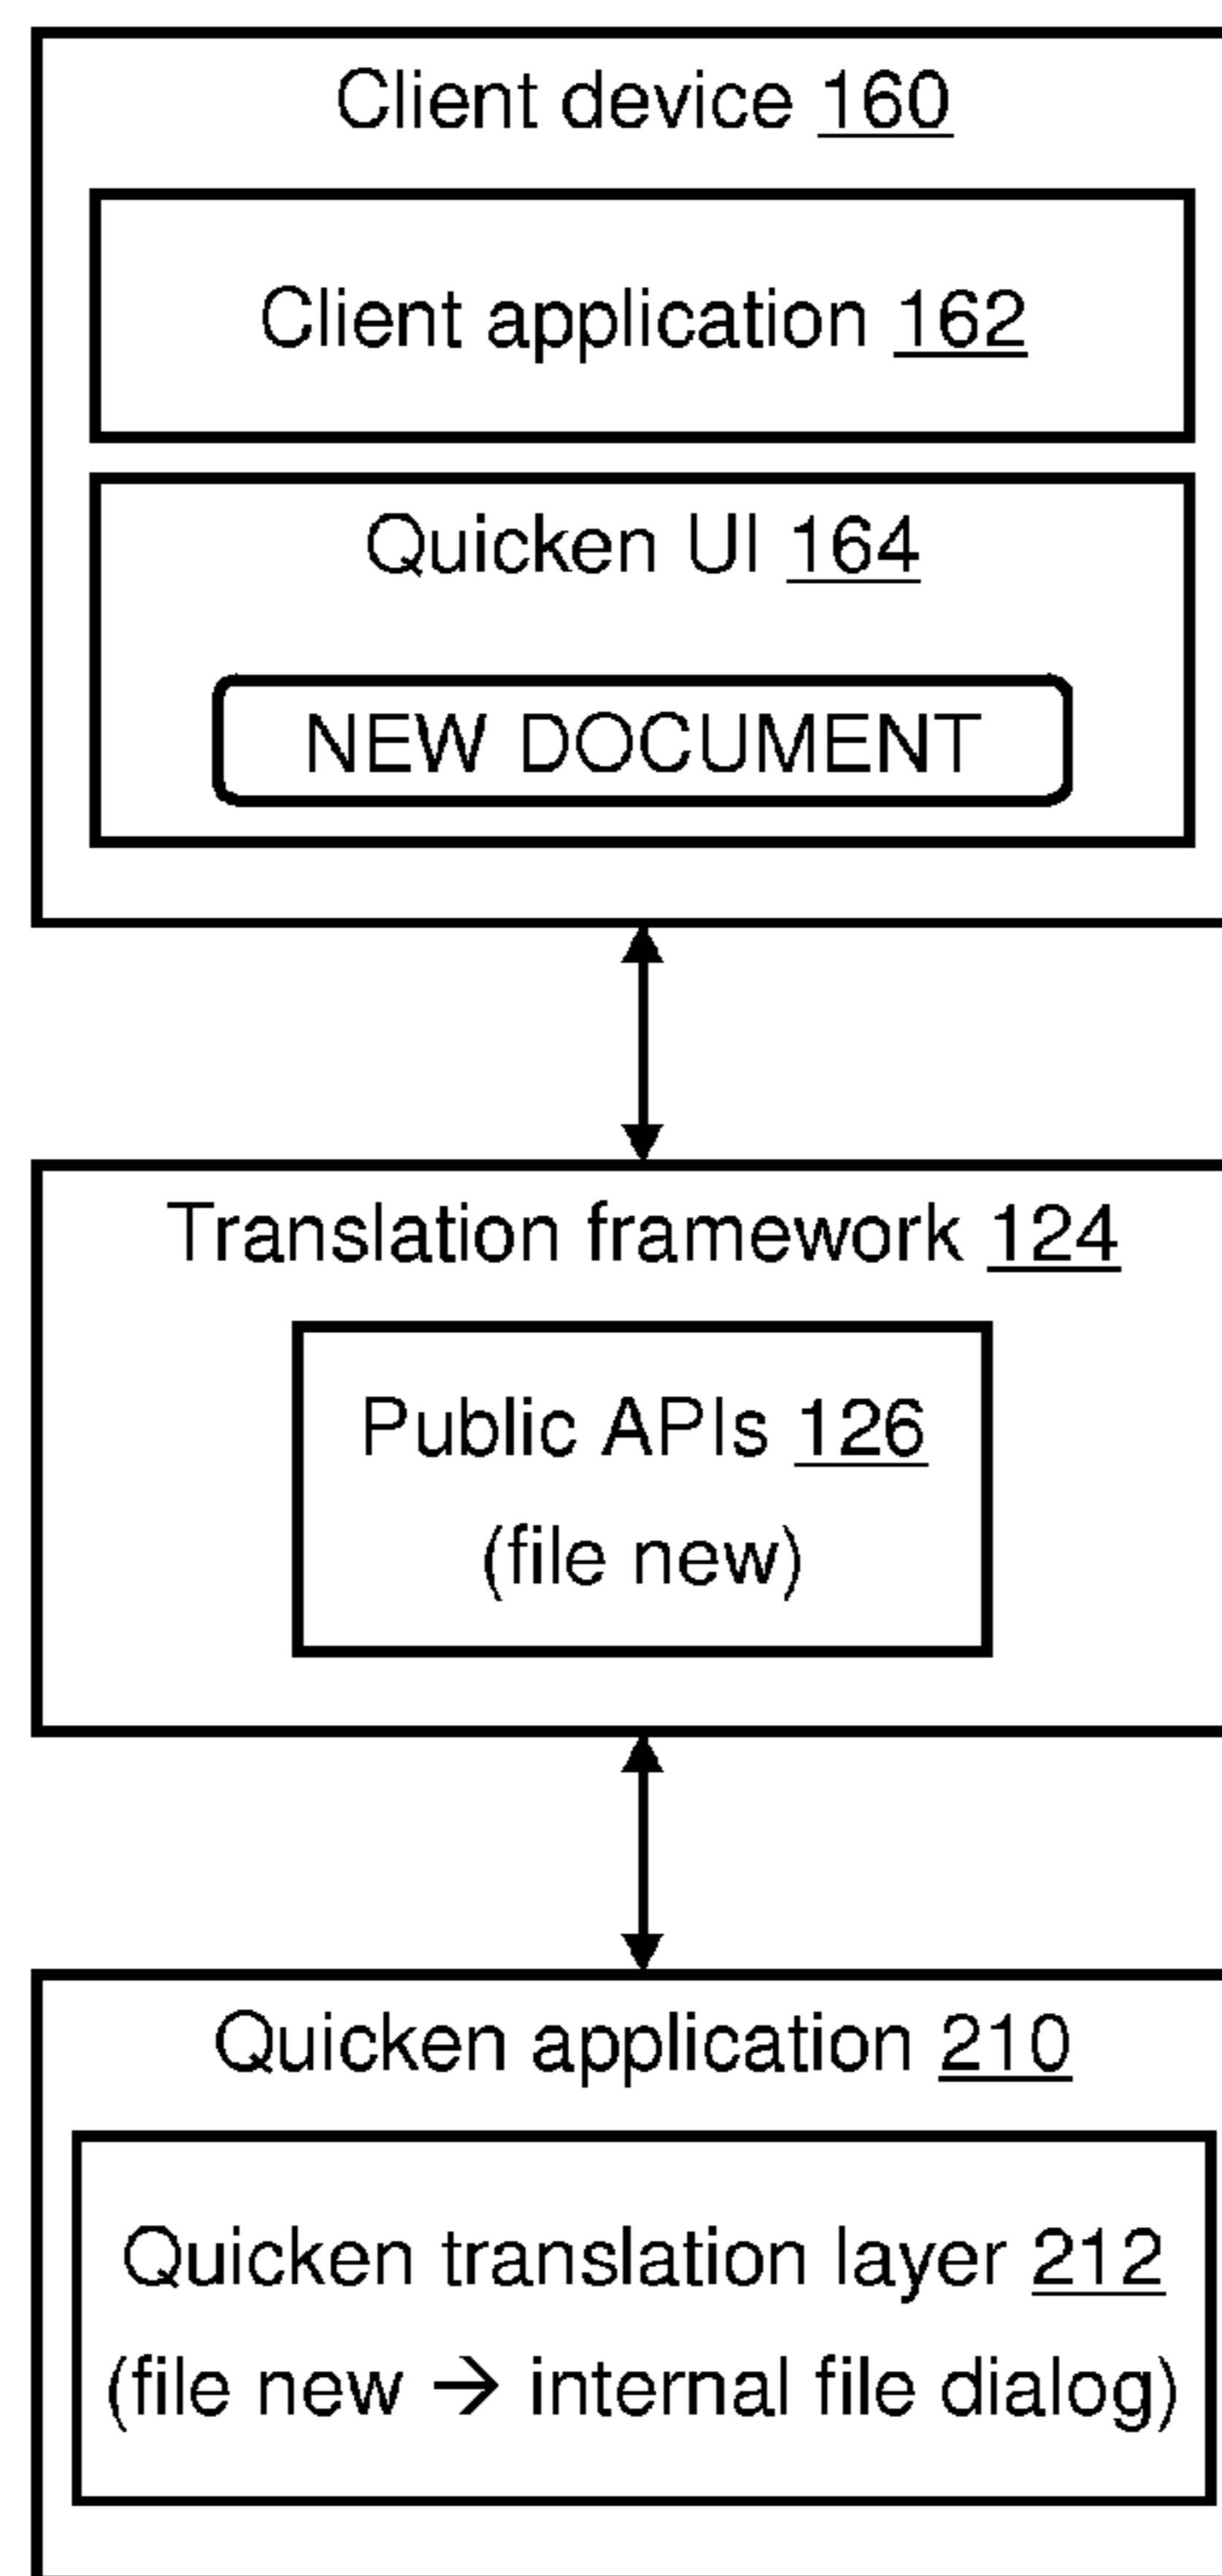 Client device 160
Client application 162
Quicken UI 164
NEW DOCUMENT
Translation framework 124
Public APIs 126
(file new)
Quicken application 210
Quicken translation layer 212
(file new → internal file dialog)